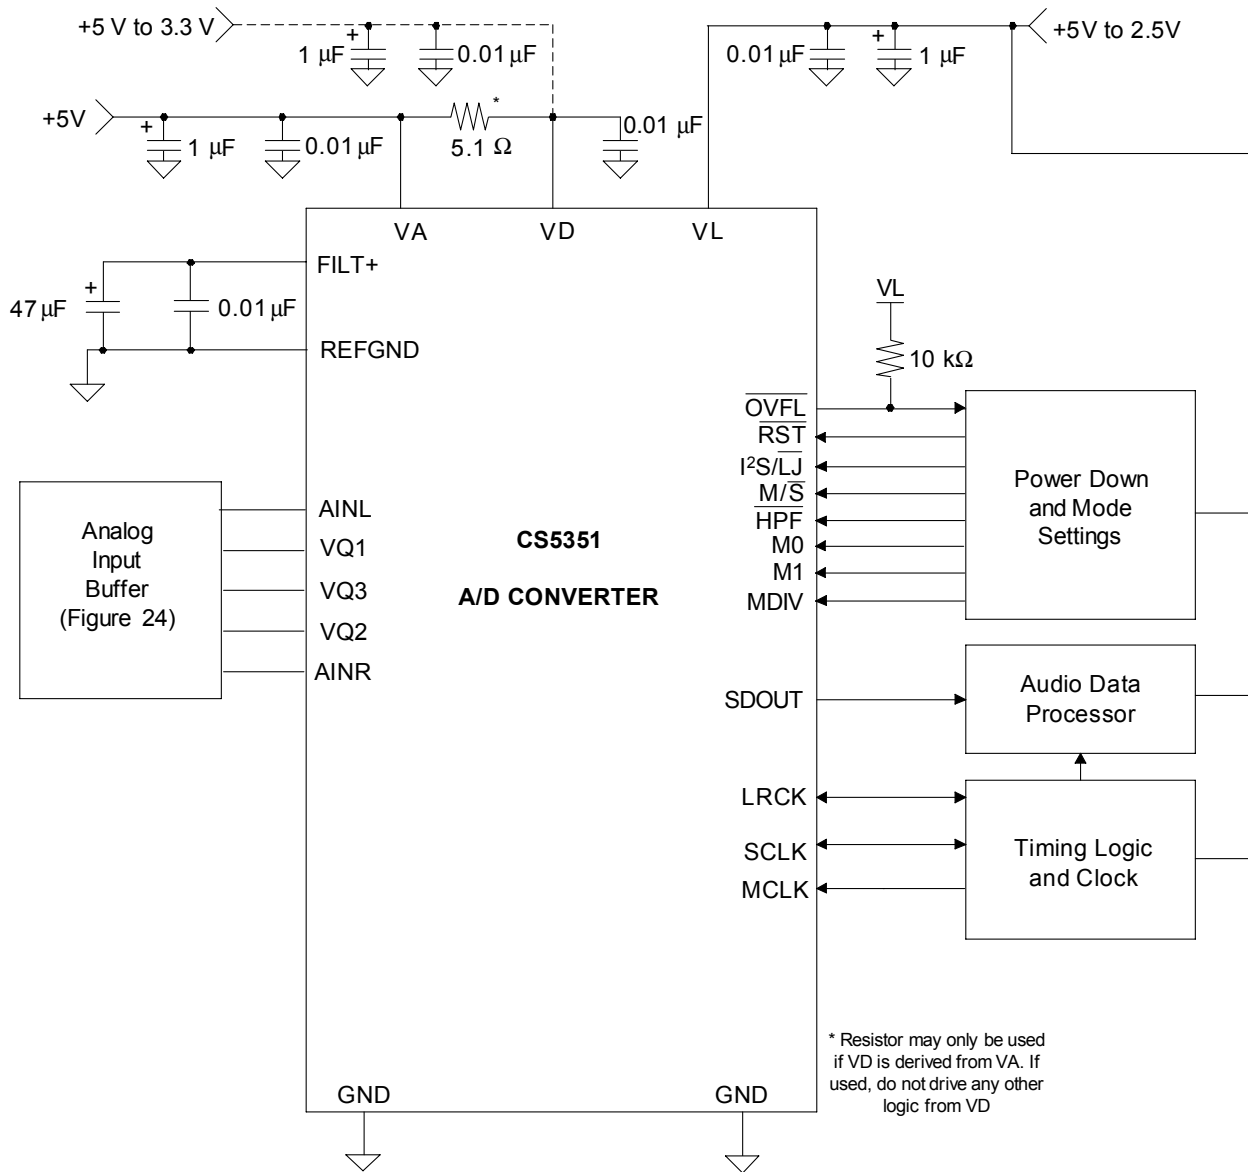 +5 V to 3.3 V
+
1 µF
0.01 µF
0.01 µF
+
1 µF
+5V to 2.5V
+5V
+
1 µF
0.01 µF
*
5.1 Ω
0.01 µF
VA
VD
VL
FILT+
+
47 µF
0.01 µF
REFGND
VL
10 kΩ
OVFL
RST
I²S/LJ
M/S
HPF
M0
M1
MDIV
Power Down
and Mode
Settings
Analog
Input
Buffer
(Figure 24)
AINL
VQ1
VQ3
VQ2
AINR
CS5351
A/D CONVERTER
SDOUT
Audio Data
Processor
LRCK
SCLK
MCLK
Timing Logic
and Clock
* Resistor may only be used
if VD is derived from VA. If
used, do not drive any other
logic from VD
GND
GND